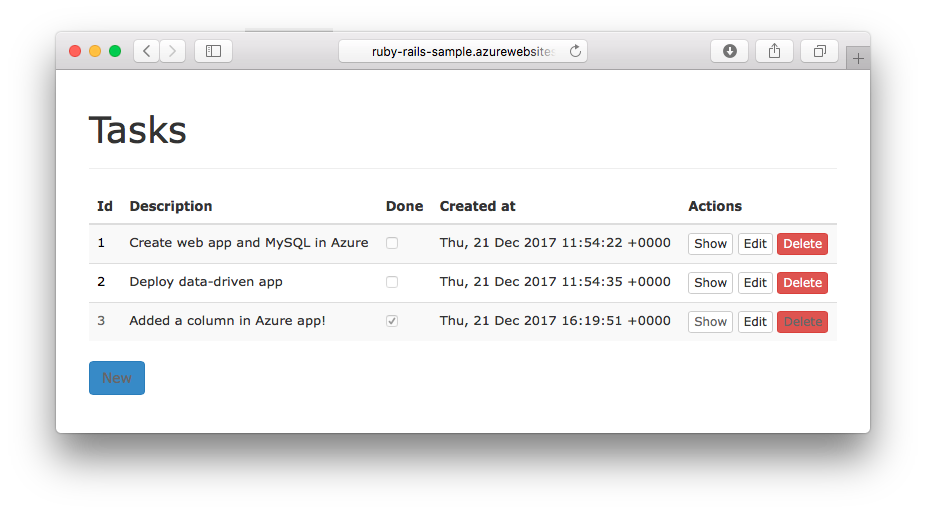 ruby-rails-sample.azurewebsites
Tasks
Id Description Done Created at Actions
1 Create web app and MySQL in Azure Thu, 21 Dec 2017 11:54:22 +0000 Show Edit Delete
2 Deploy data-driven app Thu, 21 Dec 2017 11:54:35 +0000 Show Edit Delete
3 Added a column in Azure app! Thu, 21 Dec 2017 16:19:51 +0000 Show Edit Delete
New